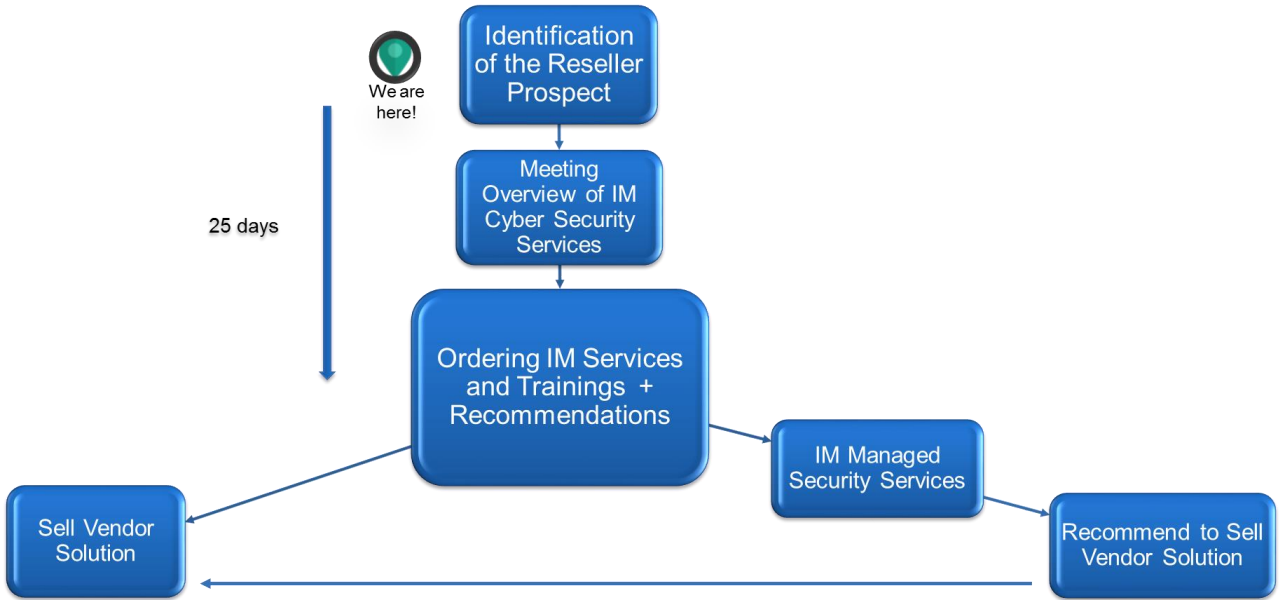 Identification
of the Reseller
Prospect
We are
here!
Meeting
Overview of IM
Cyber Security
Services
25 days
Ordering IM Services
and Trainings +
Recommendations
IM Managed
Security Services
Sell Vendor
Solution
Recommend to Sell
Vendor Solution